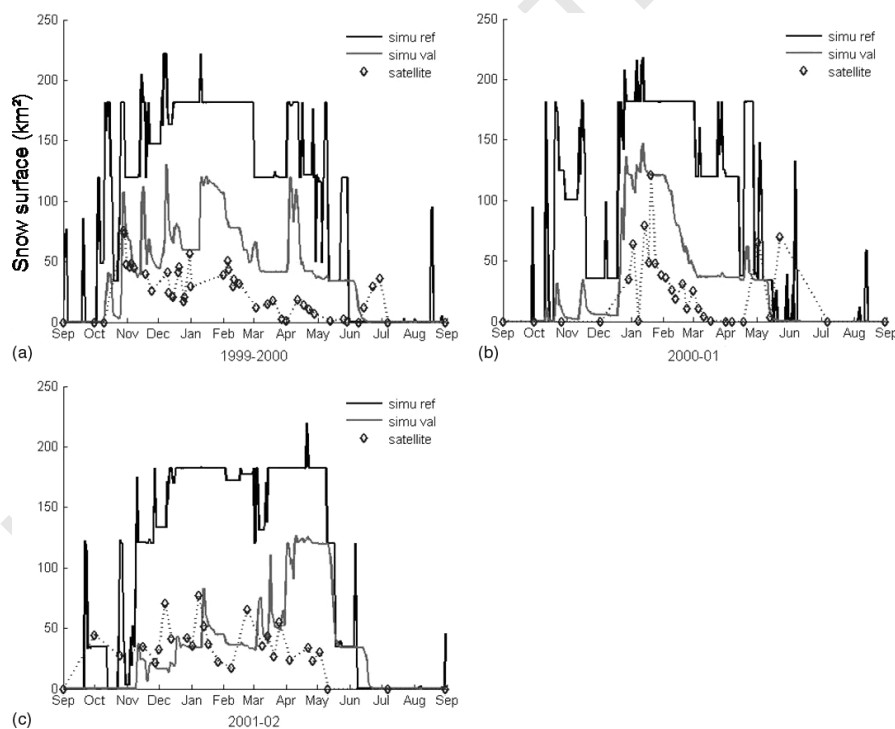 250
200
150
100
50
0
Snow surface (km²)
simu ref
simu val
satellite
Sep Oct Nov Dec Jan Feb Mar Apr May Jun Jul Aug Sep
(a)
1999-2000
250
200
150
100
50
0
simu ref
simu val
satellite
Sep Oct Nov Dec Jan Feb Mar Apr May Jun Jul Aug Sep
(b)
2000-01
250
200
150
100
50
0
simu ref
simu val
satellite
Sep Oct Nov Dec Jan Feb Mar Apr May Jun Jul Aug Sep
(c)
2001-02